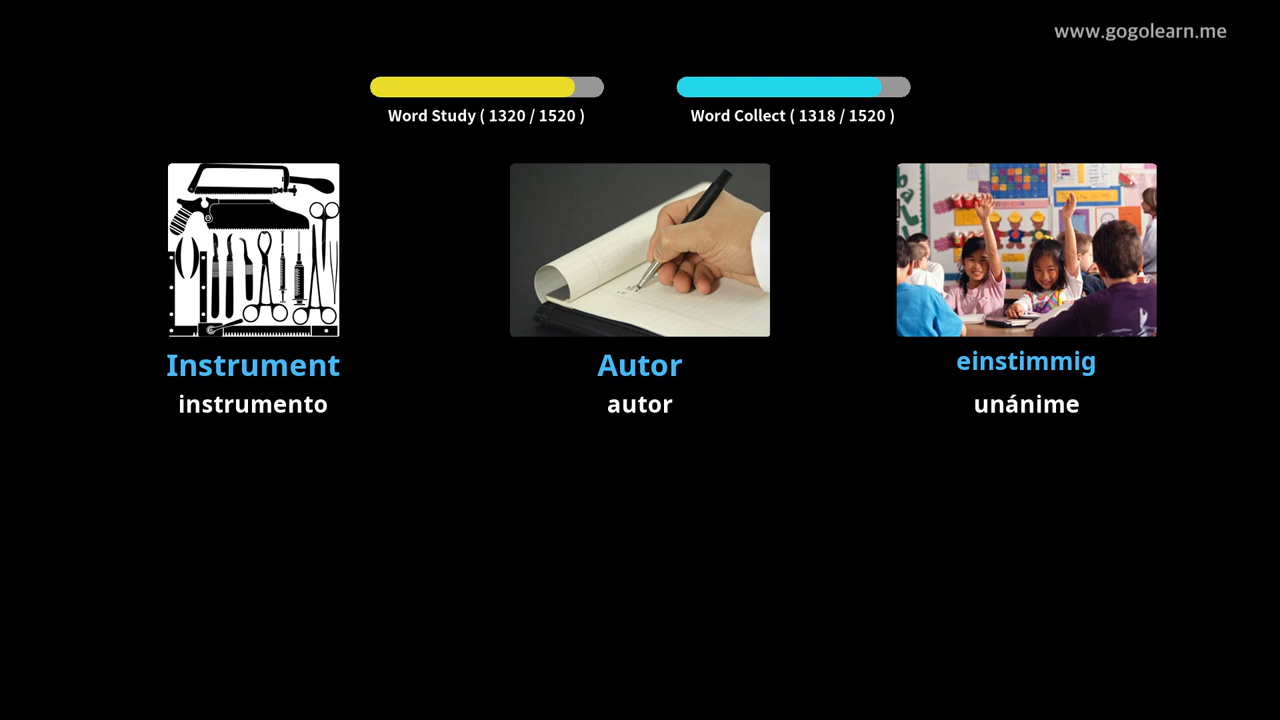 www.gogolearn.me
Word Study ( 1320 / 1520 )
Word Collect ( 1318 / 1520 )
Instrument
instrumento
Autor
autor
einstimmig
unánime